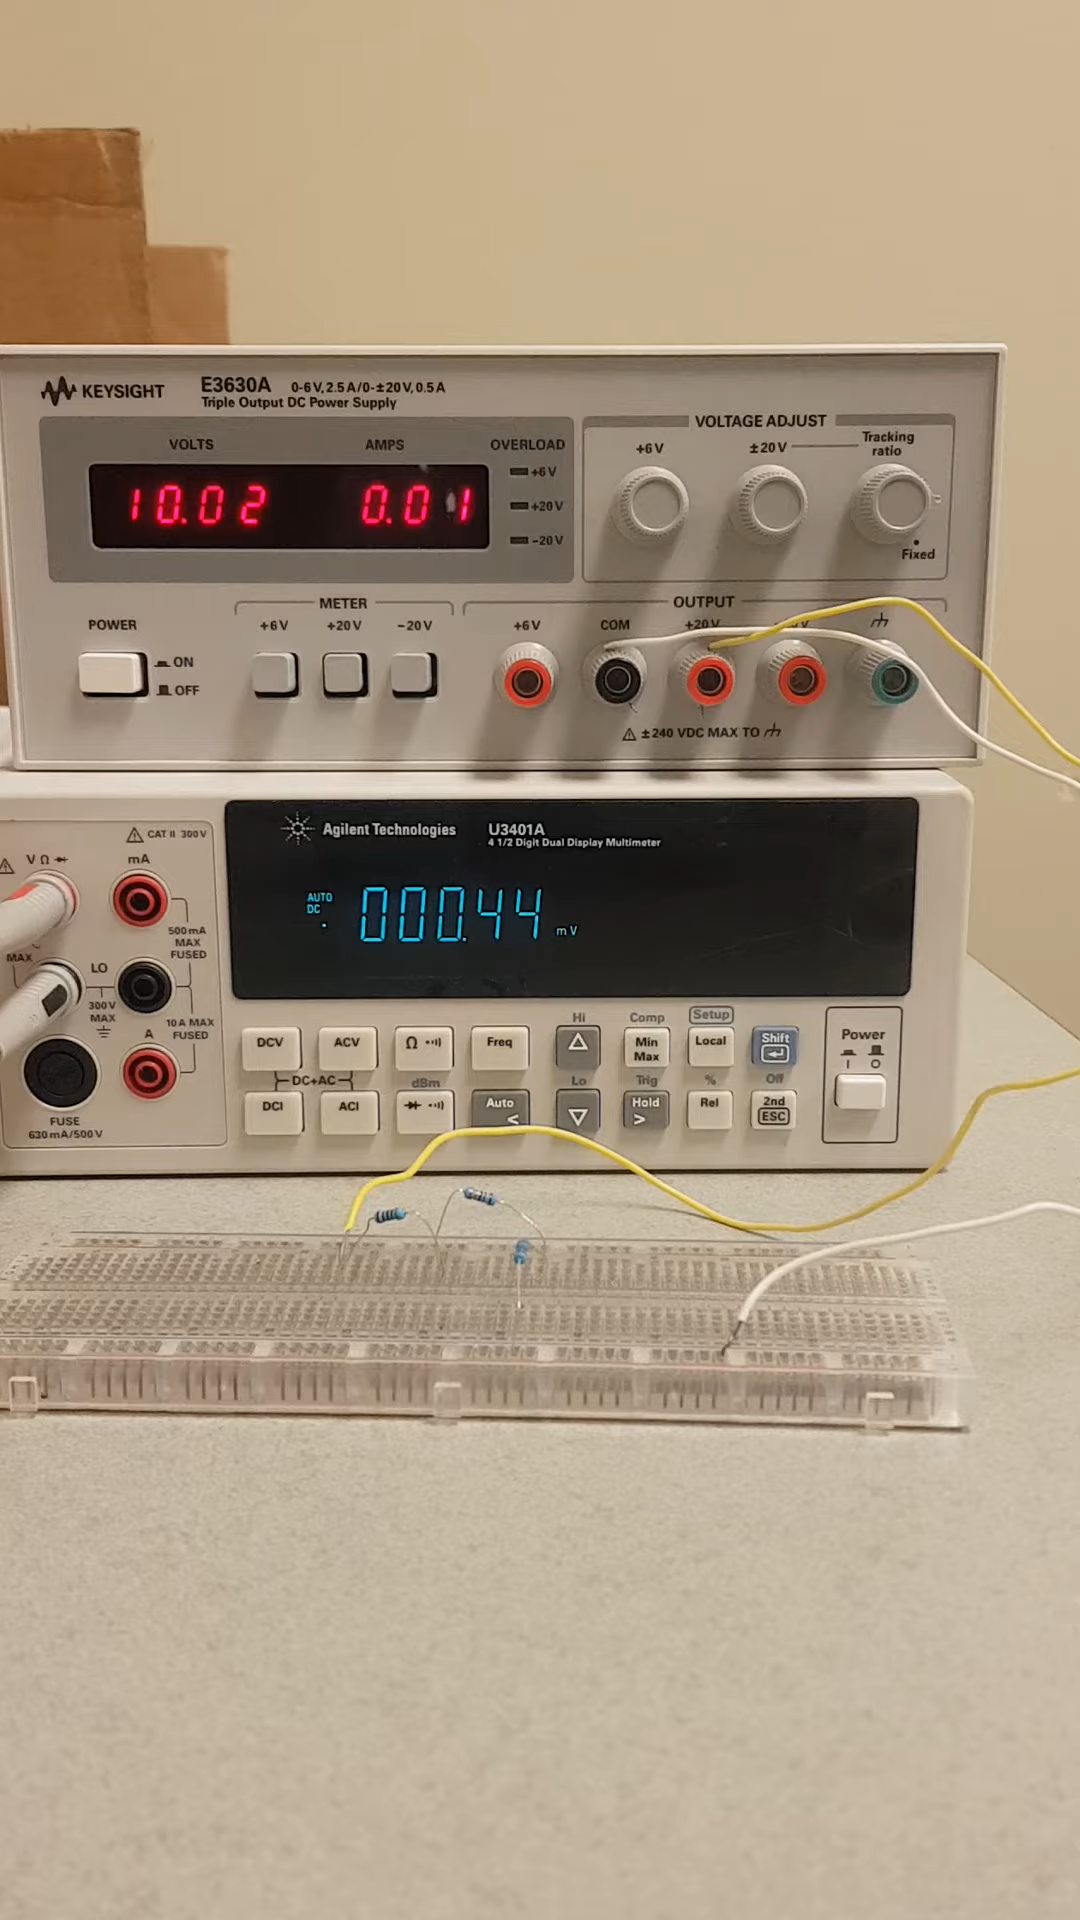 KEYSIGHT
E3630A 0-6V, 2.5A/0-±20V, 0.5A
Triple Output DC Power Supply
VOLTS AMPS OVERLOAD
10.02 0.01
+6V
+20V
-20V
VOLTAGE ADJUST
+6V ±20V Tracking ratio
Fixed
POWER
ON
OFF
METER
+6V +20V -20V
OUTPUT
+6V COM +20V
⚠ ±240 VDC MAX TO
⚠ CAT II 300V
V Ω mA
500mA
MAX
FUSED
MAX
LO
300V
MAX
10A MAX
FUSED
A
FUSE
630mA/500V
Agilent Technologies U3401A
4 1/2 Digit Dual Display Multimeter
AUTO
DC
000.44 mV
Hi Comp Setup
DCV ACV Ω Freq Min Max Local Shift
DC+AC dBm Lo Trig % Off
DCI ACI Auto < Hold > Rel 2nd ESC
Power
I O